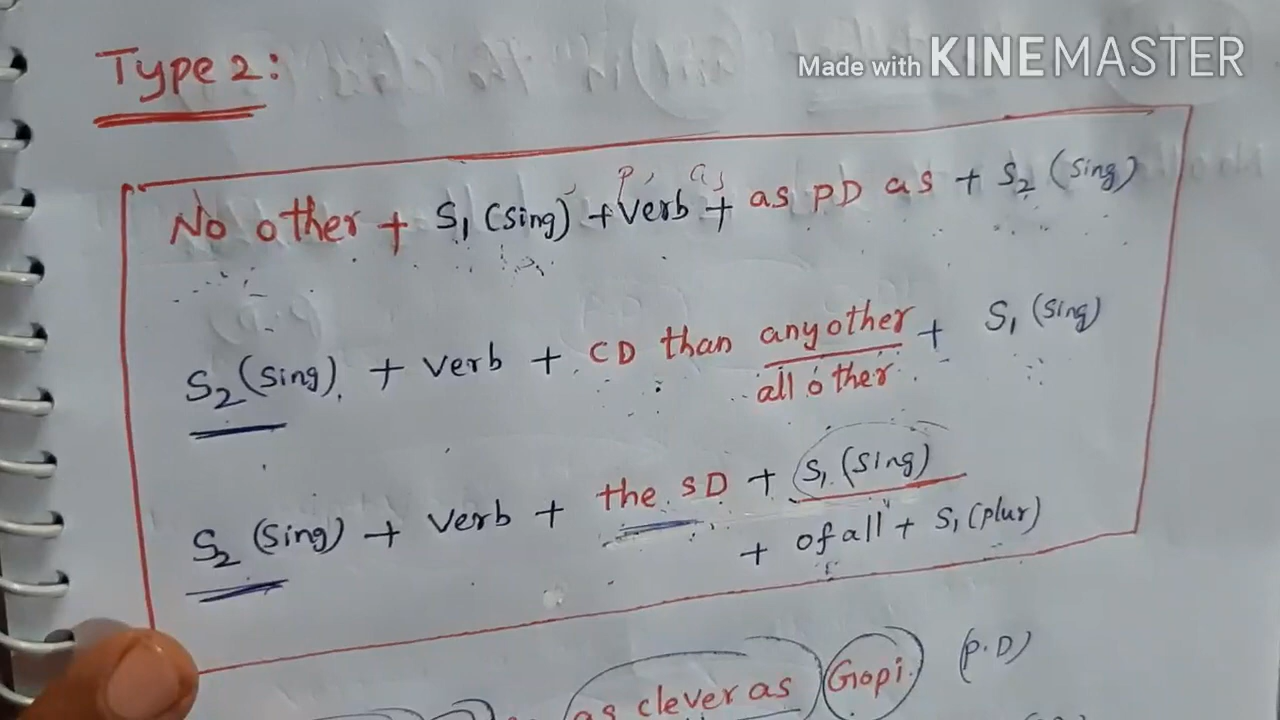 Type 2:
Made with KINEMASTER
p, as
No other + S₁ (sing) + verb + as pD as + S₂ (sing)
S₂ (sing) + verb + CD than any other + S₁ (sing)
all other
S₂ (sing) + verb + the SD + S₁ (sing)
+ of all + S₁ (plur)
as clever as Gopi. (p.D)